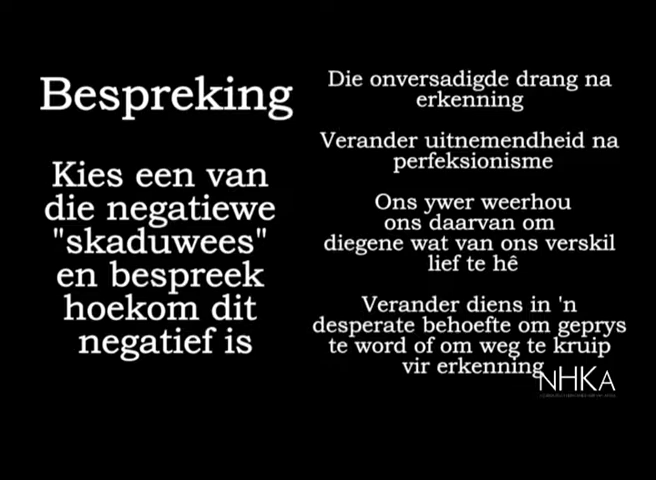 Bespreking
Kies een van
die negatiewe
"skaduwees"
en bespreek
hoekom dit
negatief is
Die onversadigde drang na
erkenning
Verander uitnemendheid na
perfeksionisme
Ons ywer weerhou
ons daarvan om
diegene wat van ons verskil
lief te hê
Verander diens in 'n
desperate behoefte om geprys
te word of om weg te kruip
vir erkenning
NHKA